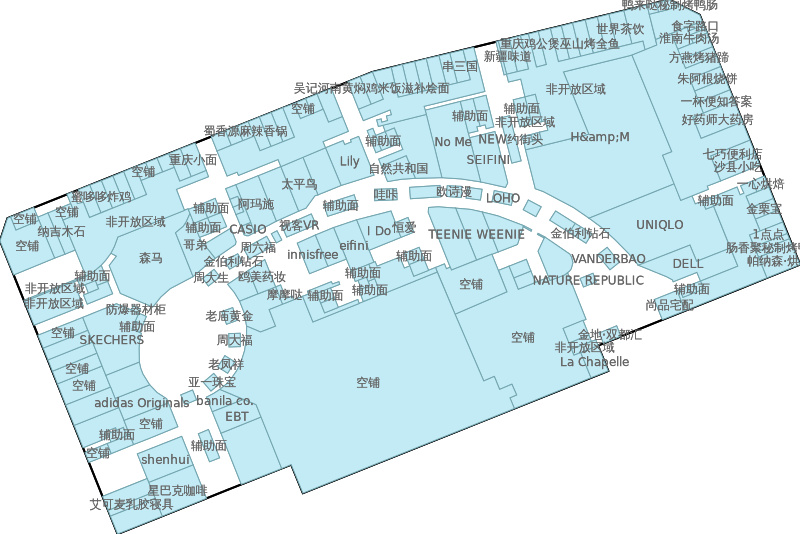 鸭来哒秘制烤鸭肠
世界茶饮
食字路口
淮南牛肉汤
重庆鸡公煲巫山烤全鱼
新疆味道
方燕烤猪蹄
串三国
朱阿根烧饼
吴记河南黄焖鸡米饭滋补烩面
非开放区域
一杯便知答案
空铺
辅助面
辅助面
好药师大药房
非开放区域
蜀香源麻辣香锅
H&amp;M
辅助面
No Me
NEW约街头
七巧便利店
重庆小面
Lily
SEIFINI
沙县小吃
自然共和国
空铺
太平鸟
一心烘焙
蜜哆哆炸鸡
哇咔
欧诗漫
LOHO
辅助面
空铺
辅助面
阿玛施
辅助面
金栗宝
空铺
非开放区域
视客VR
UNIQLO
纳吉木石
辅助面
CASIO
I Do
恒爱
TEENIE WEENIE
金伯利钻石
1点点
空铺
哥弟
周六福
eifini
肠香聚秘制烤鸭
森马
金伯利钻石
innisfree
辅助面
VANDERBAO
DELL
帕纳森·烘
辅助面
周大生
鸥美药妆
辅助面
NATURE REPUBLIC
非开放区域
摩摩哒
辅助面
辅助面
空铺
辅助面
非开放区域
防爆器材柜
尚品宅配
老庙黄金
辅助面
空铺
SKECHERS
周大福
空铺
金地·双都汇
非开放区域
空铺
老凤祥
La Chapelle
空铺
亚一珠宝
空铺
adidas Originals
banila co.
EBT
空铺
辅助面
辅助面
空铺
shenhui
星巴克咖啡
艾可麦乳胶寝具